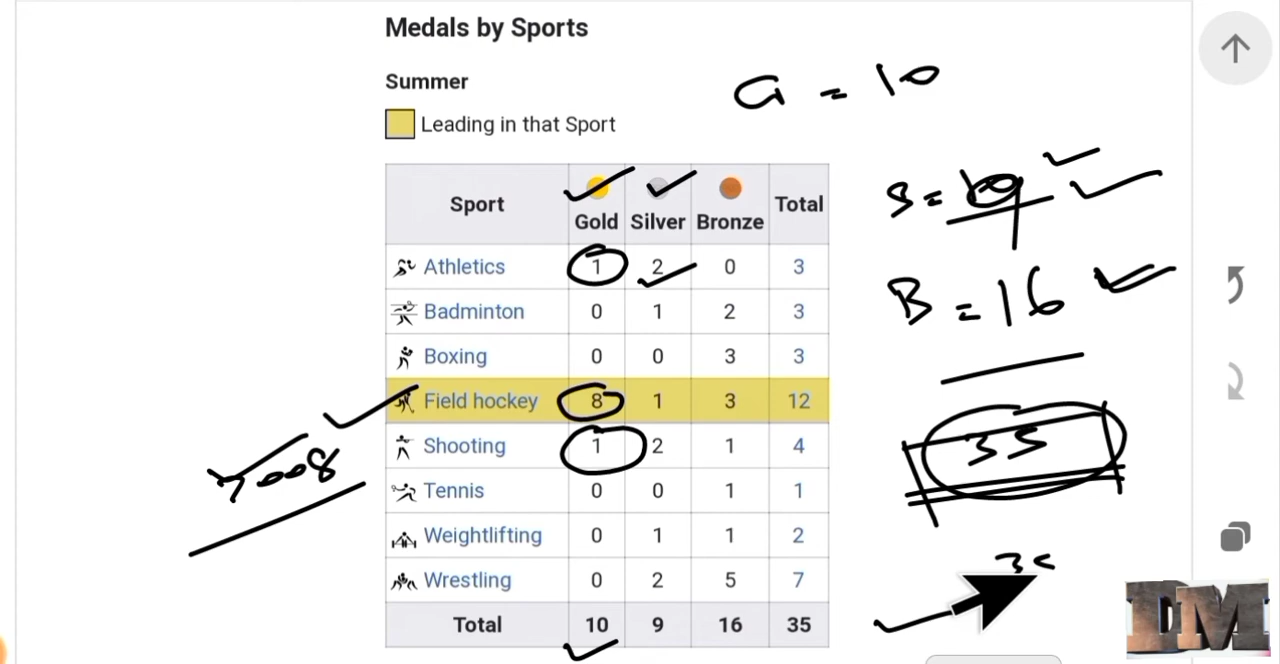 Medals by Sports
Summer
Leading in that Sport
G = 10
Sport Gold Silver Bronze Total
Athletics 1 2 0 3
Badminton 0 1 2 3
Boxing 0 0 3 3
Field hockey 8 1 3 12
Shooting 1 2 1 4
Tennis 0 0 1 1
Weightlifting 0 1 1 2
Wrestling 0 2 5 7
Total 10 9 16 35
S = 9
B = 16
35
DM